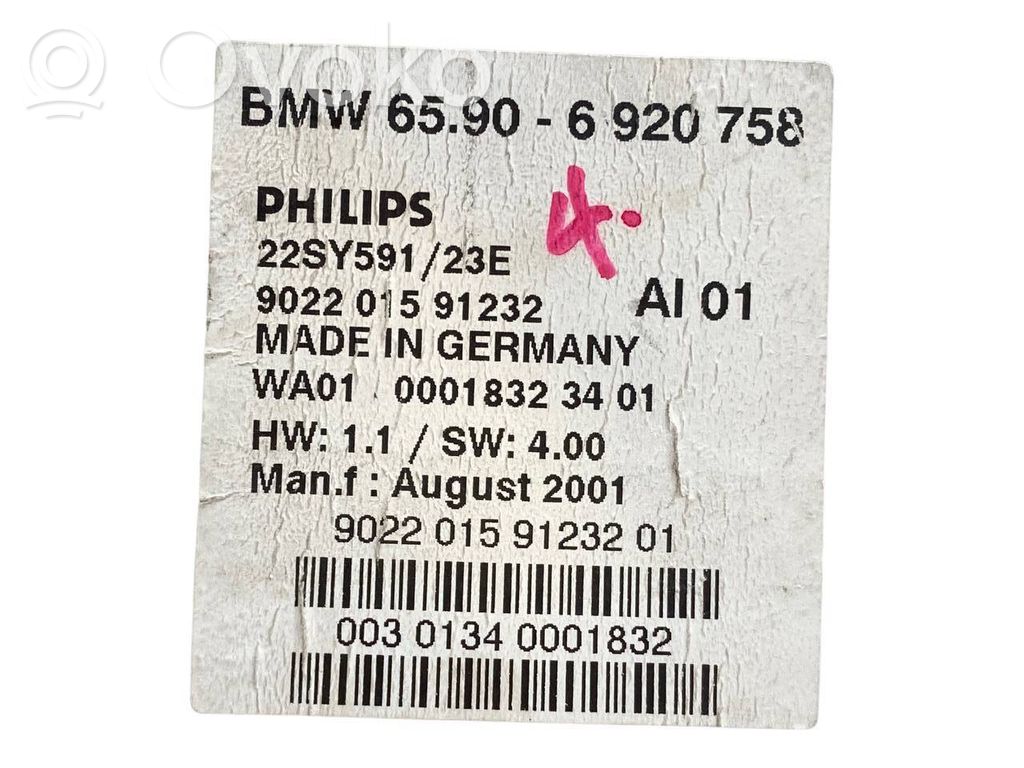 Ovoko
BMW 65.90 - 6 920 758
4.
PHILIPS
22SY591/23E
9022 015 91232 AI 01
MADE IN GERMANY
WA01 0001832 34 01
HW: 1.1 / SW: 4.00
Man.f : August 2001
9022 015 91232 01
003 0134 0001832
Ovoko